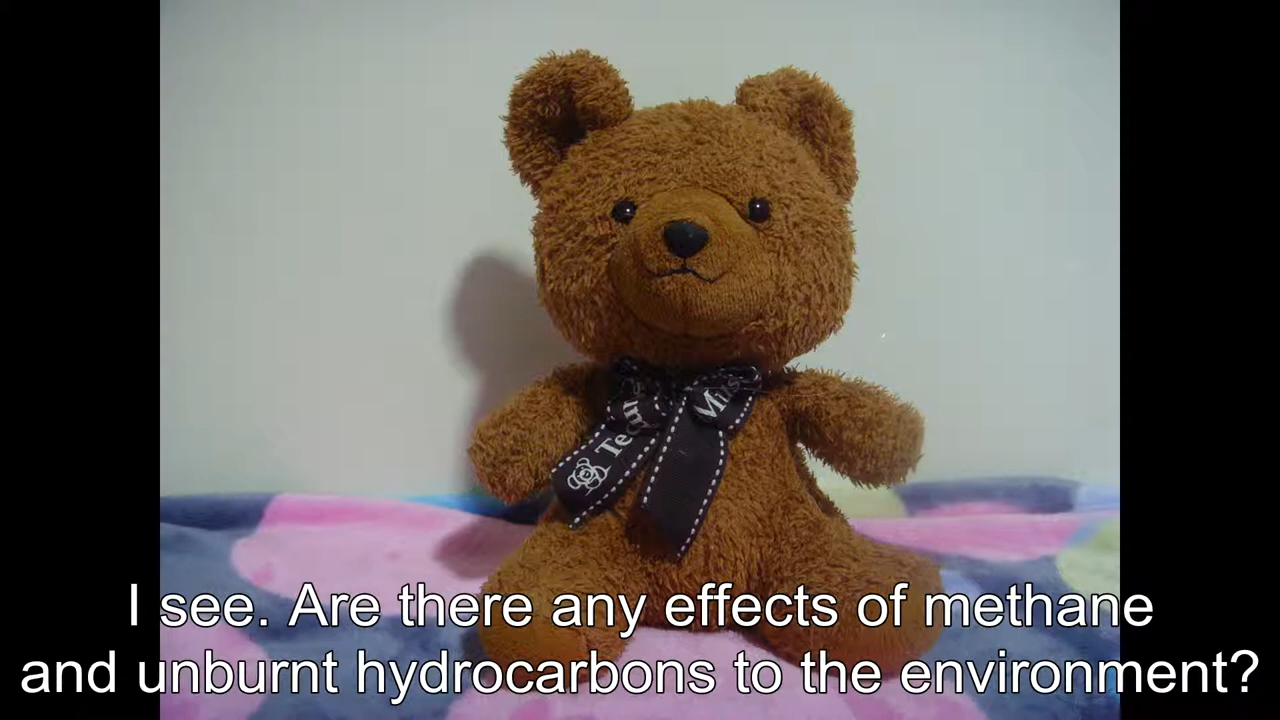 I see. Are there any effects of methane
and unburnt hydrocarbons to the environment?